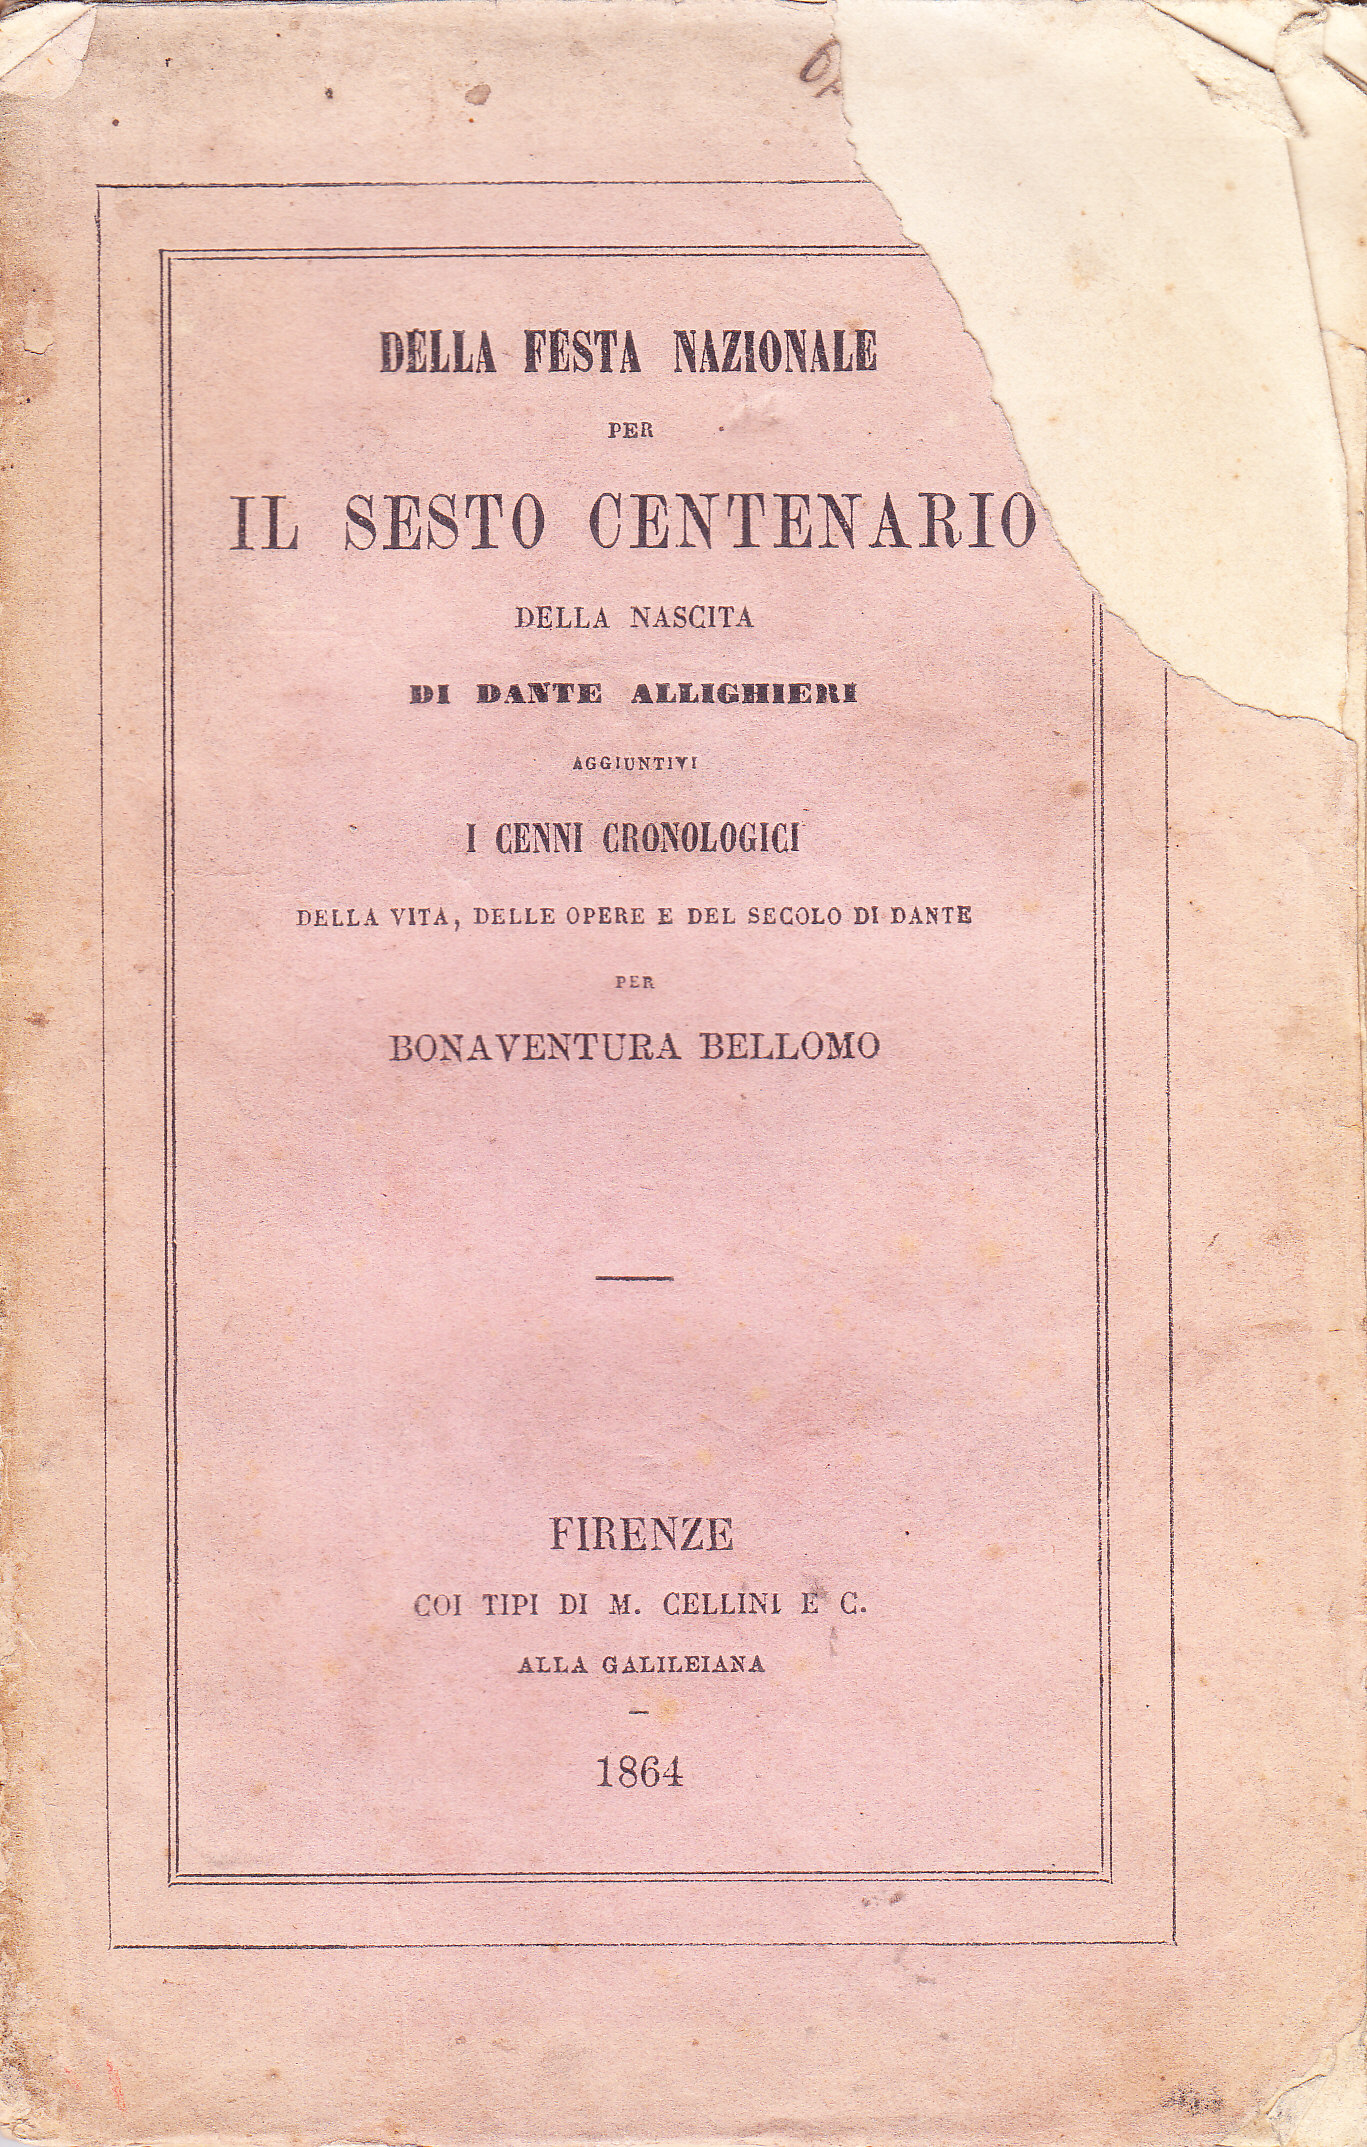 DELLA FESTA NAZIONALE
PER
IL SESTO CENTENARIO
DELLA NASCITA
DI DANTE ALLIGHIERI
AGGIUNTIVI
I CENNI CRONOLOGICI
DELLA VITA, DELLE OPERE E DEL SECOLO DI DANTE
PER
BONAVENTURA BELLOMO
FIRENZE
COI TIPI DI M. CELLINI E C.
ALLA GALILEIANA
1864